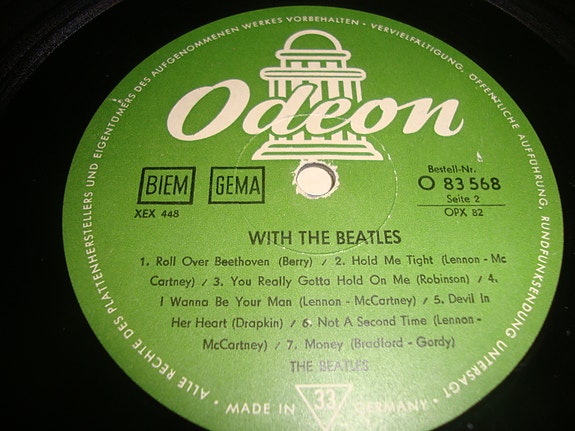 ALLE RECHTE DES PLATTENHERSTELLERS UND EIGENTÜMERS DES AUFGENOMMENEN WERKES VORBEHALTEN • VERVIELFÄLTIGUNG, ÖFFENTLICHE AUFFÜHRUNG, RUNDFUNKSENDUNG UNTERSAGT •
Odeon
BIEM GEMA
XEX 448
Bestell-Nr.
O 83 568
Seite 2
OPX 82
WITH THE BEATLES
1. Roll Over Beethoven (Berry) / 2. Hold Me Tight (Lennon - Mc
Cartney) / 3. You Really Gotta Hold On Me (Robinson) / 4.
I Wanna Be Your Man (Lennon - McCartney) / 5. Devil In
Her Heart (Drapkin) / 6. Not A Second Time (Lennon -
McCartney) / 7. Money (Bradford - Gordy)
THE BEATLES
MADE IN 33 GERMANY